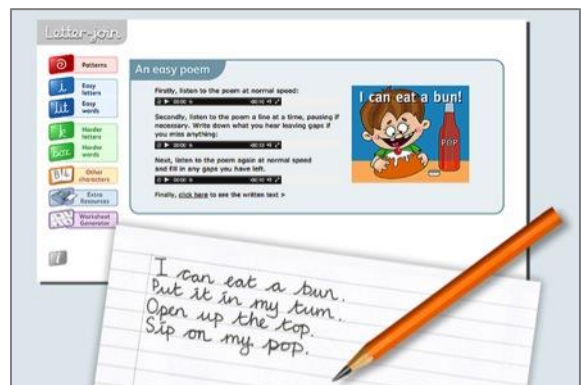 Letter-join
Patterns
An easy poem
Easy
letters
Easy
words
Harder
letters
Harder
words
Other
characters
Extra
Resources
Worksheet
Generator
Firstly, listen to the poem at normal speed:
Secondly, listen to the poem a line at a time, pausing if
necessary. Write down what you hear leaving gaps if
you miss anything:
Next, listen to the poem again at normal speed
and fill in any gaps you have left.
Finally, click here to see the written text >
I can eat a bun!
POP
I can eat a bun.
Put it in my tum.
Open up the top.
Sip on my pop.